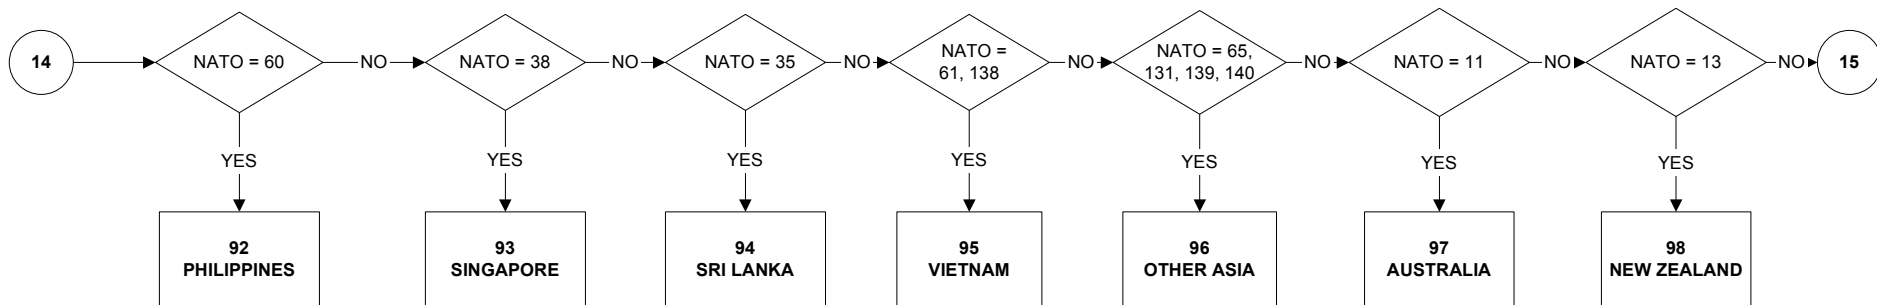 14
NATO = 60
NO
NATO = 38
NO
NATO = 35
NO
NATO =
61, 138
NO
NATO = 65,
131, 139, 140
NO
NATO = 11
NO
NATO = 13
NO
15
YES
YES
YES
YES
YES
YES
YES
92
PHILIPPINES
93
SINGAPORE
94
SRI LANKA
95
VIETNAM
96
OTHER ASIA
97
AUSTRALIA
98
NEW ZEALAND